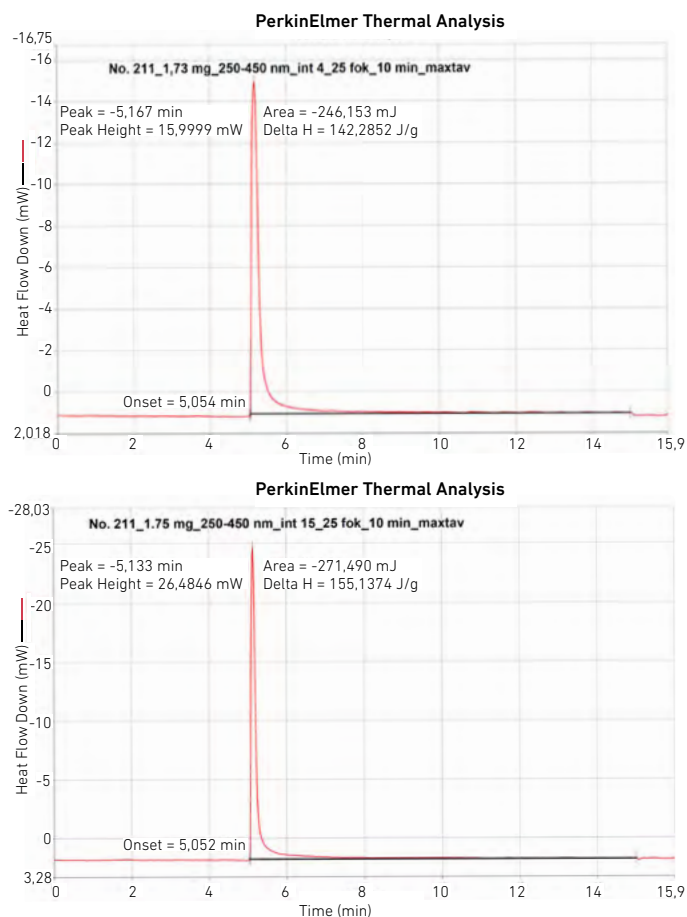 PerkinElmer Thermal Analysis
-16,75
-16
No. 211_1,73 mg_250-450 nm_int 4_25 fok_10 min_maxtav
-14
Peak = -5,167 min
Area = -246,153 mJ
Peak Height = 15,9999 mW
Delta H = 142,2852 J/g
-12
-10
-8
-6
-4
-2
0
Heat Flow Down (mW)
Onset = 5,054 min
2,018
0 2 4 6 8 10 12 14 15,9
Time (min)
PerkinElmer Thermal Analysis
-28,03
No. 211_1.75 mg_250-450 nm_int 15_25 fok_10 min_maxtav
-25
Peak = -5,133 min
Area = -271,490 mJ
Peak Height = 26,4846 mW
Delta H = 155,1374 J/g
-20
-15
-10
-5
0
Heat Flow Down (mW)
Onset = 5,052 min
3,28
0 2 4 6 8 10 12 14 15,9
Time (min)